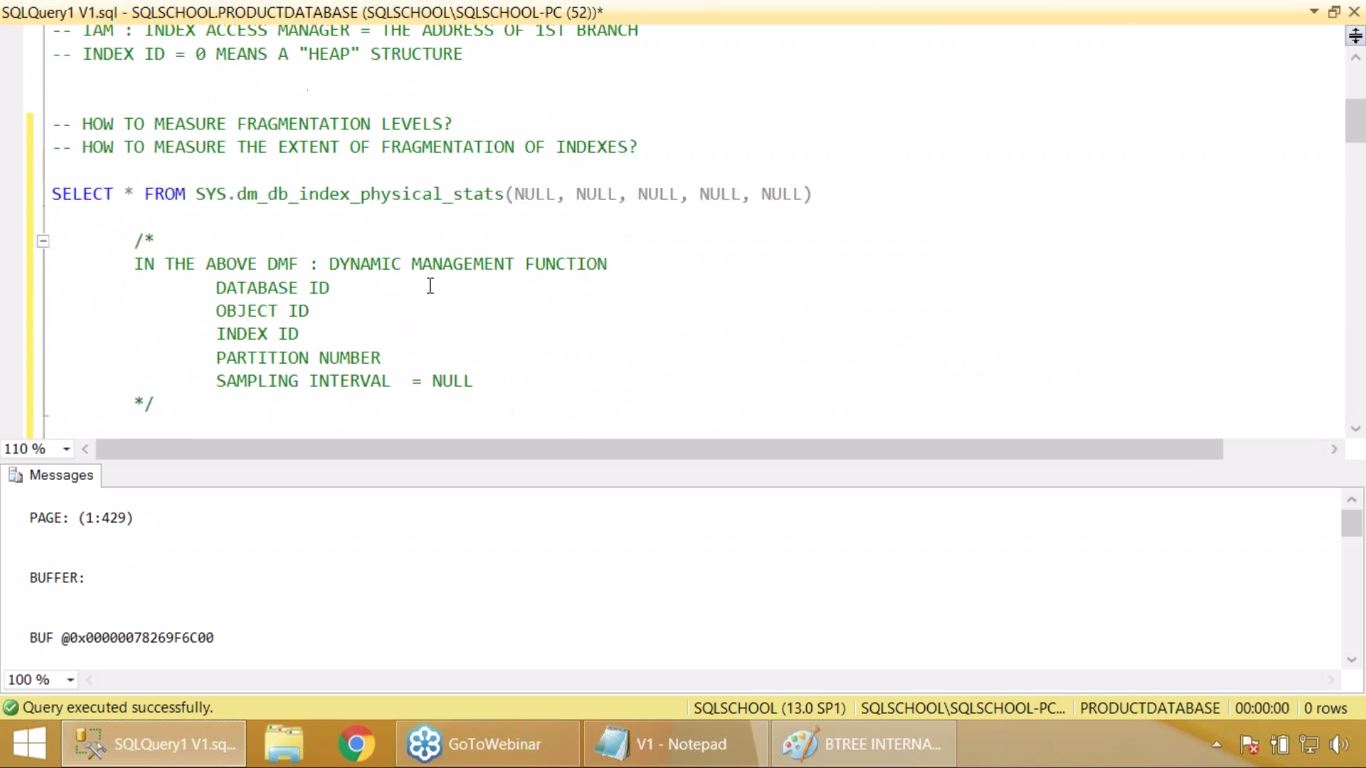 SQLQuery1 V1.sql - SQLSCHOOL.PRODUCTDATABASE (SQLSCHOOL\SQLSCHOOL-PC (52))*
-- IAM : INDEX ACCESS MANAGER = THE ADDRESS OF 1ST BRANCH
-- INDEX ID = 0 MEANS A "HEAP" STRUCTURE
-- HOW TO MEASURE FRAGMENTATION LEVELS?
-- HOW TO MEASURE THE EXTENT OF FRAGMENTATION OF INDEXES?
SELECT * FROM SYS.dm_db_index_physical_stats(NULL, NULL, NULL, NULL, NULL)
/*
IN THE ABOVE DMF : DYNAMIC MANAGEMENT FUNCTION
DATABASE ID
OBJECT ID
INDEX ID
PARTITION NUMBER
SAMPLING INTERVAL = NULL
*/
110 %
Messages
PAGE: (1:429)
BUFFER:
BUF @0x00000078269F6C00
100 %
Query executed successfully. SQLSCHOOL (13.0 SP1) SQLSCHOOL\SQLSCHOOL-PC... PRODUCTDATABASE 00:00:00 0 rows
SQLQuery1 V1.sq... GoToWebinar V1 - Notepad BTREE INTERNA...